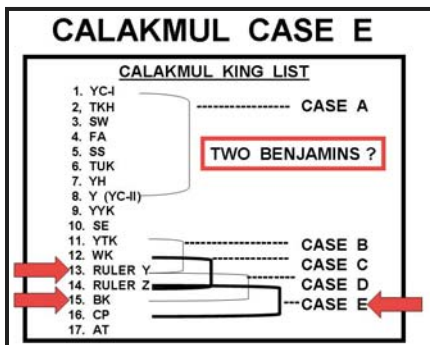 CALAKMUL CASE E
CALAKMUL KING LIST
1. YC-I
2, TKH
3. SW
4. FA
5. SS
6. TUK
7. YH
8. Y (YC-II)
9. YYK
10. SE
11. YTK
12. WK
13. RULER Y
14. RULER Z
15. BK
16. CP
17. AT
CASE A
TWO BENJAMINS ?
CASE B
CASE C
CASE D
CASE E